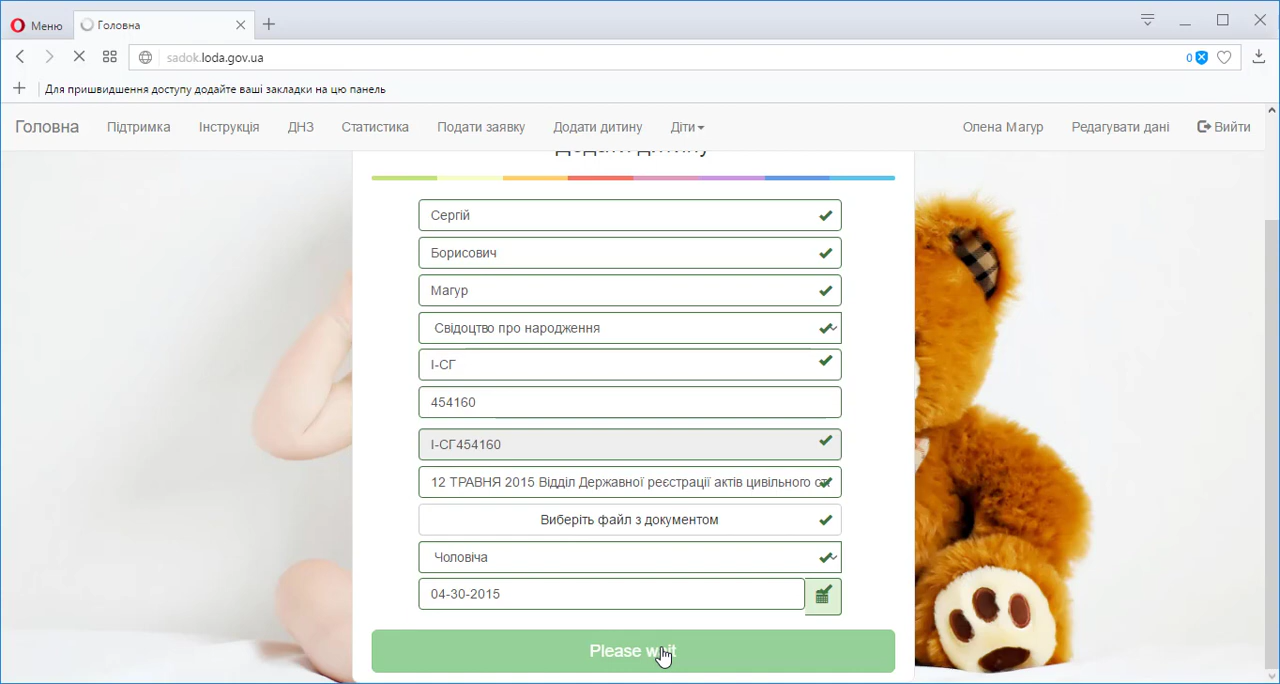 Меню
Головна
sadok.loda.gov.ua
0
Для пришвидшення доступу додайте ваші закладки на цю панель
Головна Підтримка Інструкція ДНЗ Статистика Подати заявку Додати дитину Діти Олена Магур Редагувати дані Вийти
Додати дитину
Сергій
Борисович
Магур
Свідоцтво про народження
І-СГ
454160
І-СГ454160
12 ТРАВНЯ 2015 Відділ Державної реєстрації актів цивільного
Виберіть файл з документом
Чоловіча
04-30-2015
Please wait